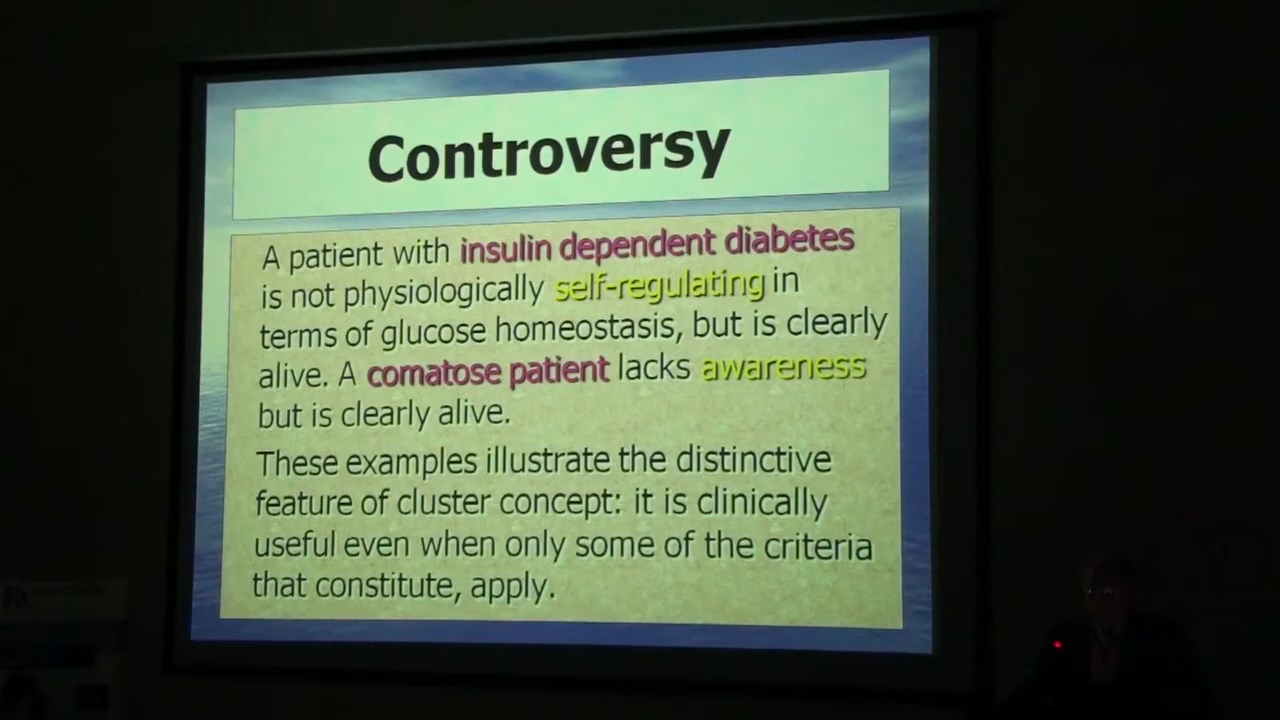 Controversy
A patient with insulin dependent diabetes
is not physiologically self-regulating in
terms of glucose homeostasis, but is clearly
alive. A comatose patient lacks awareness
but is clearly alive.
These examples illustrate the distinctive
feature of cluster concept: it is clinically
useful even when only some of the criteria
that constitute, apply.